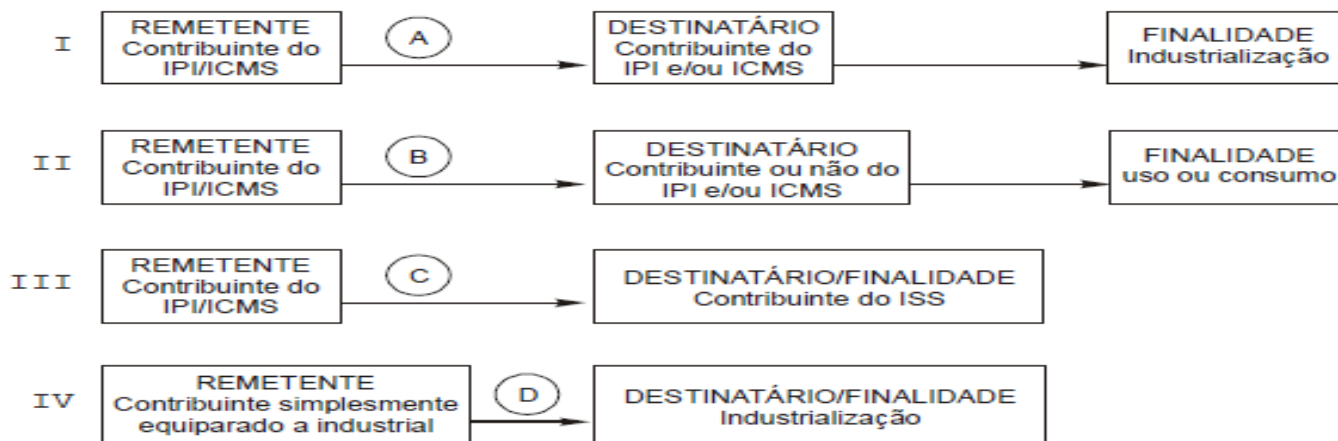 I
REMETENTE
Contribuinte do
IPI/ICMS
A
DESTINATÁRIO
Contribuinte do
IPI e/ou ICMS
FINALIDADE
Industrialização
II
REMETENTE
Contribuinte do
IPI/ICMS
B
DESTINATÁRIO
Contribuinte ou não do
IPI e/ou ICMS
FINALIDADE
uso ou consumo
III
REMETENTE
Contribuinte do
IPI/ICMS
C
DESTINATÁRIO/FINALIDADE
Contribuinte do ISS
IV
REMETENTE
Contribuinte simplesmente
equiparado a industrial
D
DESTINATÁRIO/FINALIDADE
Industrialização